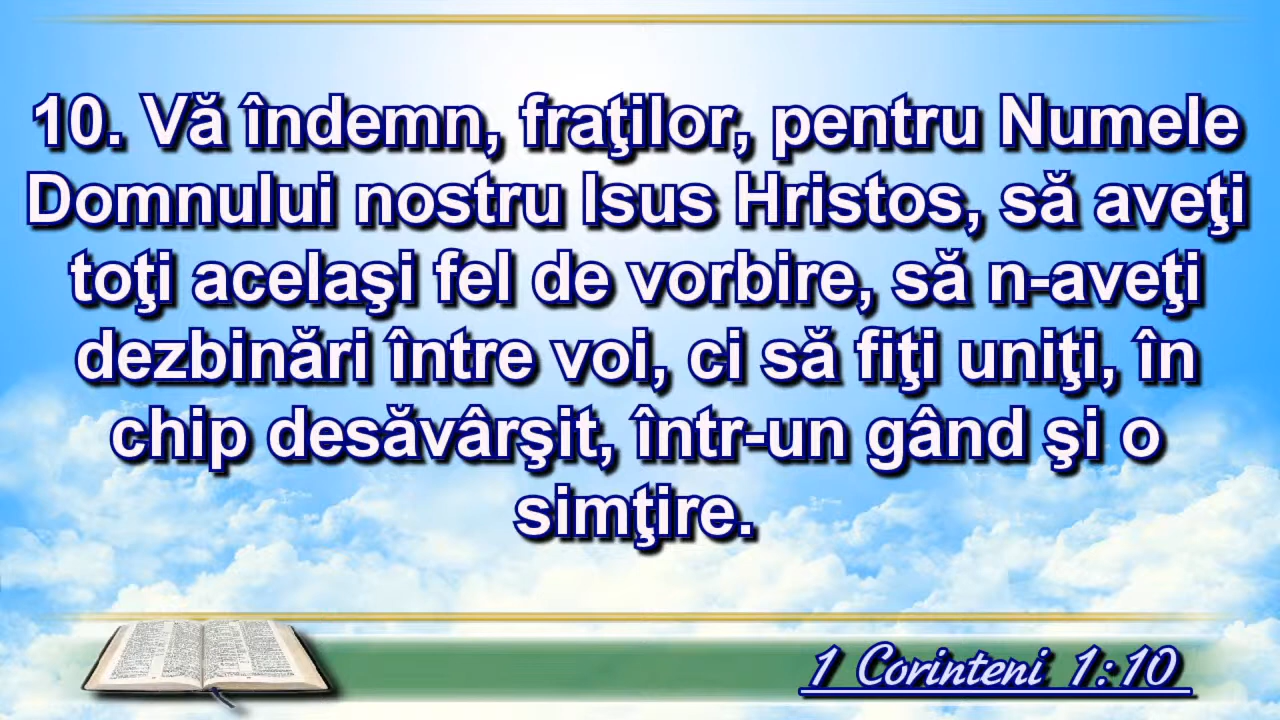 10. Vă îndemn, fraţilor, pentru Numele
Domnului nostru Isus Hristos, să aveţi
toţi acelaşi fel de vorbire, să n-aveţi
dezbinări între voi, ci să fiţi uniţi, în
chip desăvârşit, într-un gând şi o
simţire.
1 Corinteni 1:10